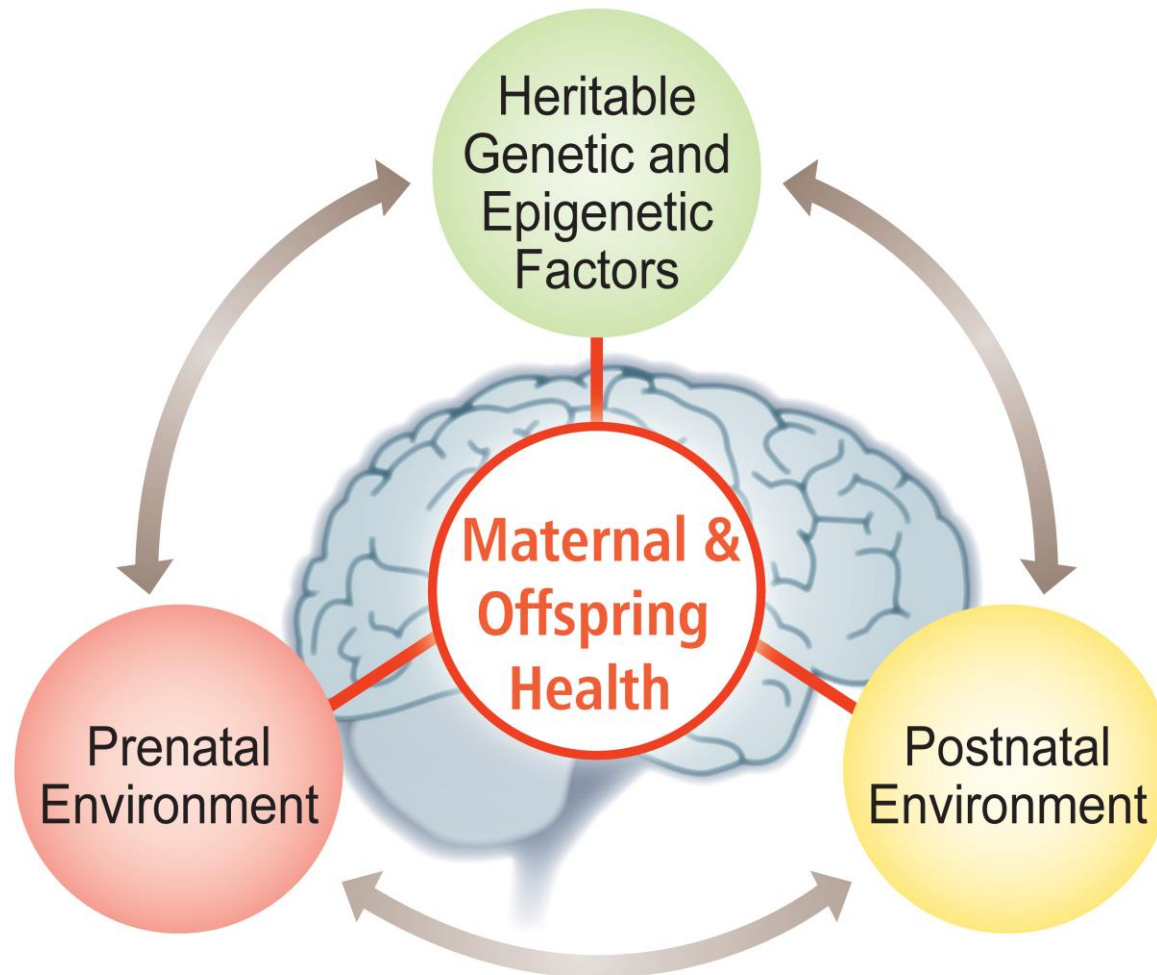 Heritable
Genetic and
Epigenetic
Factors
Maternal &
Offspring
Health
Prenatal
Environment
Postnatal
Environment